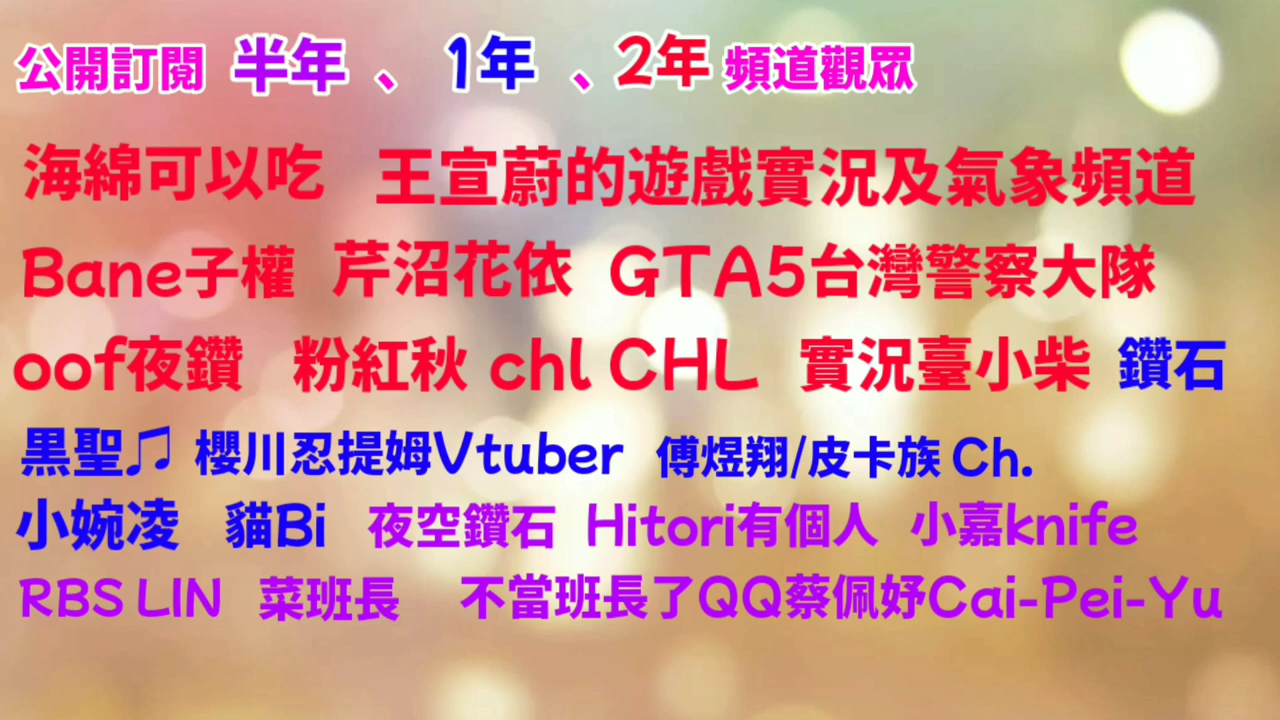 公開訂閱 半年 、 1年 、2年 頻道觀眾
海綿可以吃 王宣蔚的遊戲實況及氣象頻道
Bane子權 芹沼花依 GTA5台灣警察大隊
oof夜鑽 粉紅秋 chl CHL 實況臺小柴 鑽石
黒聖♫ 櫻川忍提姆Vtuber 傅煜翔/皮卡族 Ch.
小婉凌 貓Bi 夜空鑽石 Hitori有個人 小嘉knife
RBS LIN 菜班長 不當班長了QQ蔡佩妤Cai-Pei-Yu